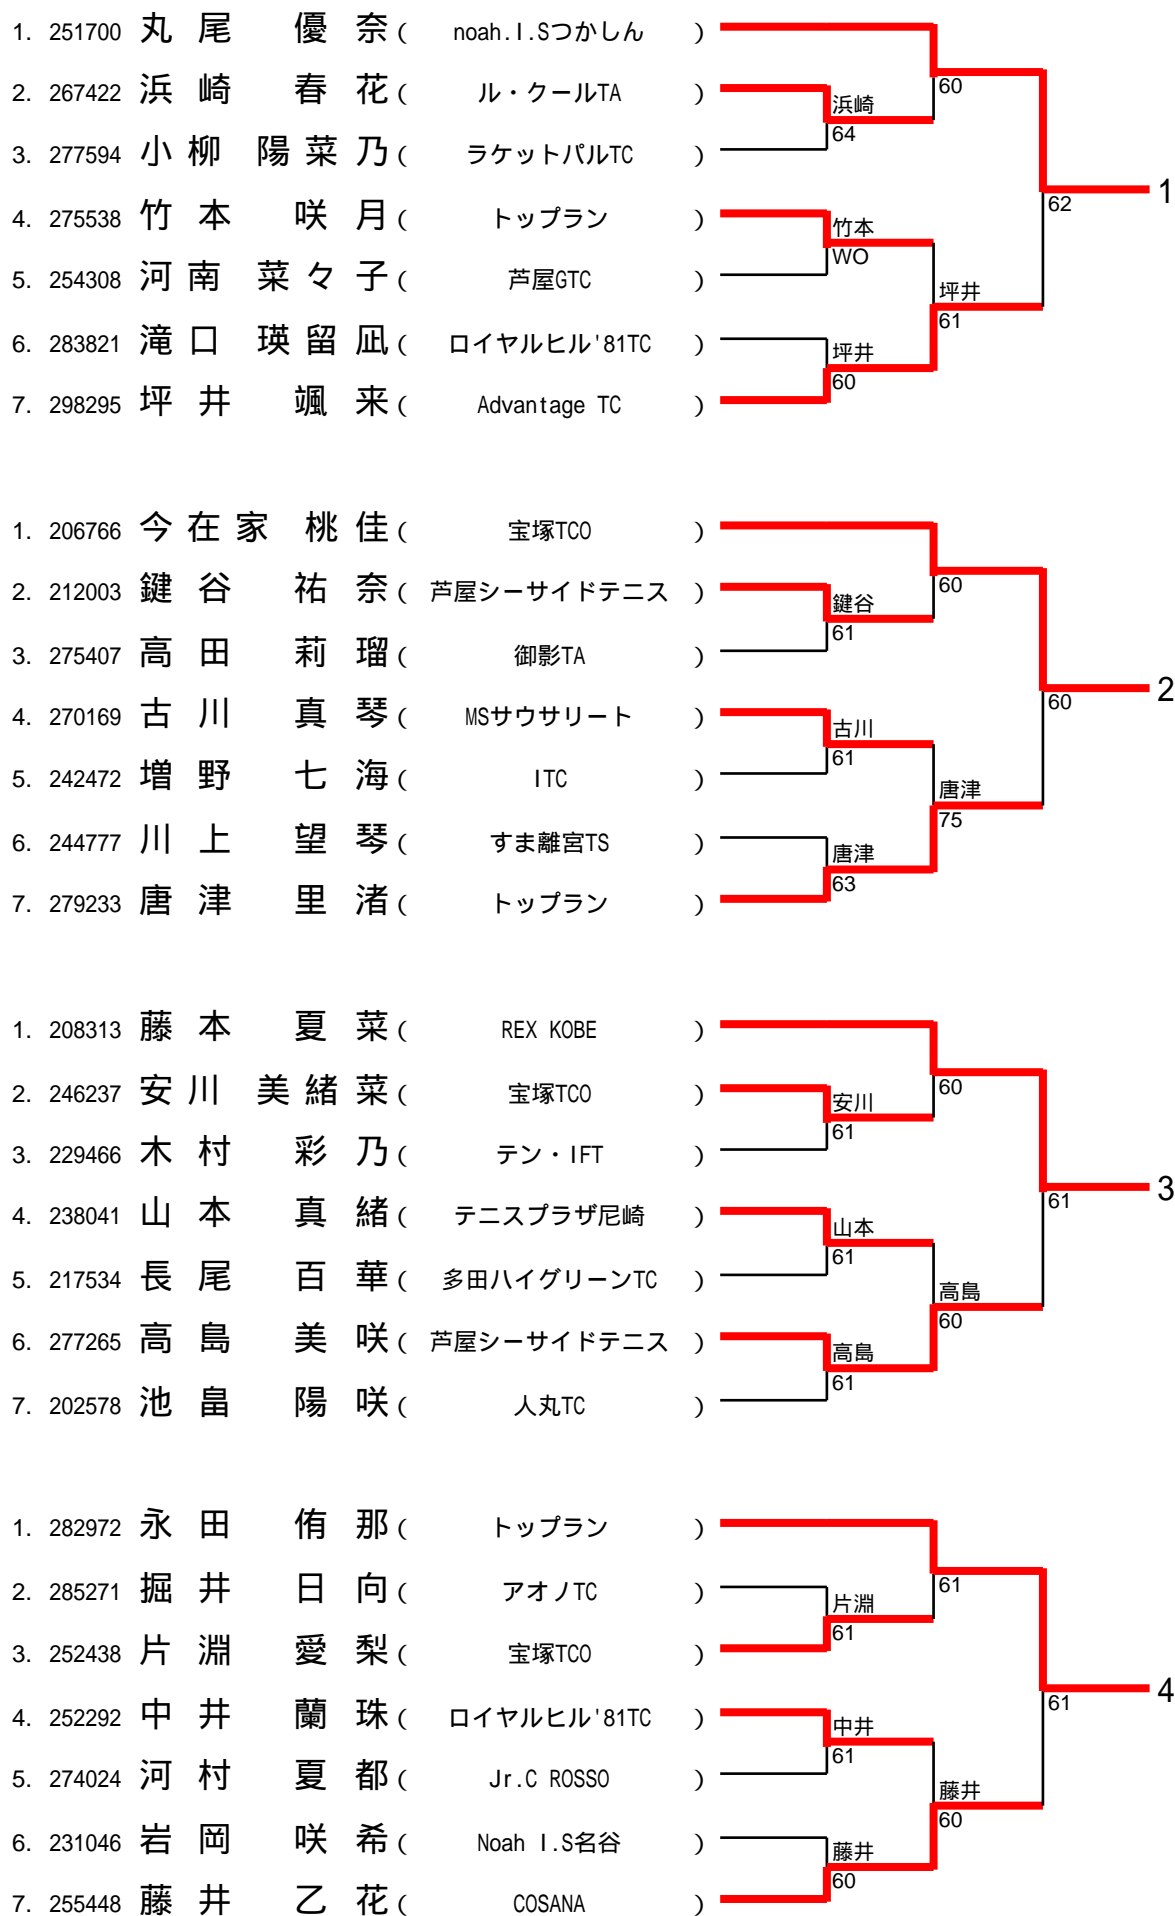 1. 251700 丸尾 優奈 ( noah.I.Sつかしん )
60
2. 267422 浜崎 春花 ( ル・クールTA )
浜崎
64
3. 277594 小柳 陽菜乃 ( ラケットパルTC )
1
62
4. 275538 竹本 咲月 ( トップラン )
竹本
WO
5. 254308 河南 菜々子 ( 芦屋GTC )
坪井
61
6. 283821 滝口 瑛留凪 ( ロイヤルヒル'81TC )
坪井
60
7. 298295 坪井 颯来 ( Advantage TC )
1. 206766 今在家 桃佳 ( 宝塚TCO )
60
2. 212003 鍵谷 祐奈 ( 芦屋シーサイドテニス )
鍵谷
61
3. 275407 高田 莉瑠 ( 御影TA )
2
60
4. 270169 古川 真琴 ( MSサウサリート )
古川
61
5. 242472 増野 七海 ( ITC )
唐津
75
6. 244777 川上 望琴 ( すま離宮TS )
唐津
63
7. 279233 唐津 里渚 ( トップラン )
1. 208313 藤本 夏菜 ( REX KOBE )
60
2. 246237 安川 美緒菜 ( 宝塚TCO )
安川
61
3. 229466 木村 彩乃 ( テン・IFT )
3
61
4. 238041 山本 真緒 ( テニスプラザ尼崎 )
山本
61
5. 217534 長尾 百華 ( 多田ハイグリーンTC )
高島
60
6. 277265 高島 美咲 ( 芦屋シーサイドテニス )
高島
61
7. 202578 池畠 陽咲 ( 人丸TC )
1. 282972 永田 侑那 ( トップラン )
61
2. 285271 掘井 日向 ( アオノTC )
片淵
61
3. 252438 片淵 愛梨 ( 宝塚TCO )
4
61
4. 252292 中井 蘭珠 ( ロイヤルヒル'81TC )
中井
61
5. 274024 河村 夏都 ( Jr.C ROSSO )
藤井
60
6. 231046 岩岡 咲希 ( Noah I.S名谷 )
藤井
60
7. 255448 藤井 乙花 ( COSANA )